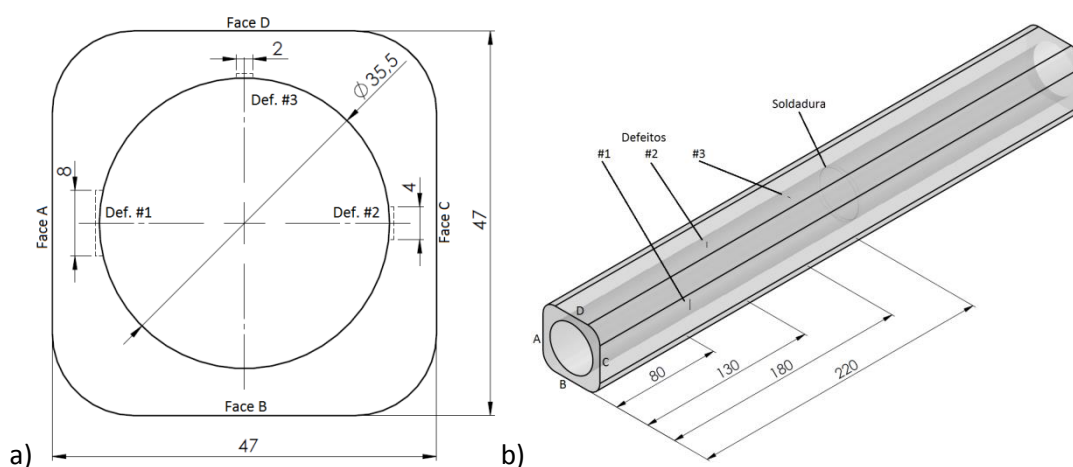 Face D
2
Ø 35,5
Def. #3
8
Def. #1
Def. #2
4
Face A
Face C
47
Face B
47
a)
Soldadura
Defeitos
#1
#2
#3
D
A
C
B
80
130
180
220
b)